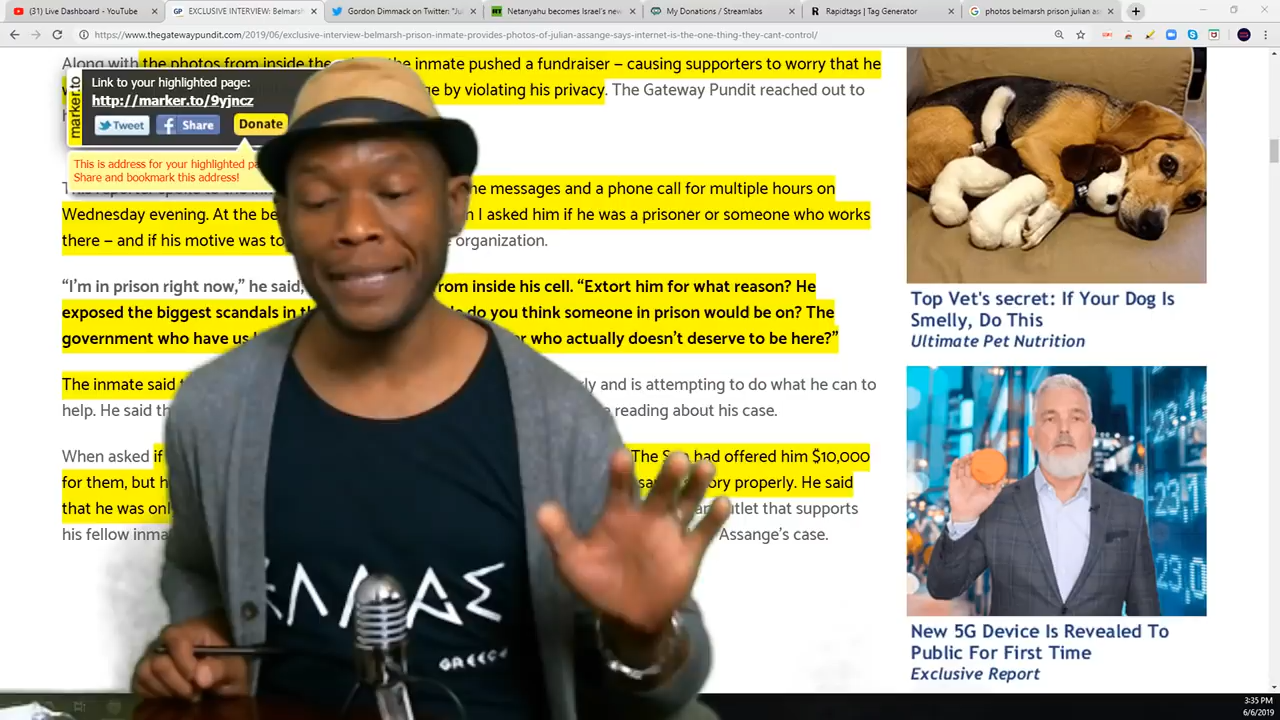 (31) Live Dashboard - YouTube
GP EXCLUSIVE INTERVIEW: Belmarsh
Gordon Dimmack on Twitter: "Ju
RT Netanyahu becomes Israel's new
My Donations / Streamlabs
R Rapidtags | Tag Generator
photos belmarsh prison julian as
https://www.thegatewaypundit.com/2019/06/exclusive-interview-belmarsh-prison-inmate-provides-photos-of-julian-assange-says-internet-is-the-one-thing-they-cant-control/
Along with the photos from inside the the inmate pushed a fundraiser – causing supporters to worry that he
ge by violating his privacy. The Gateway Pundit reached out to
marker.to
Link to your highlighted page:
http://marker.to/9yjncz
Tweet Share Donate
This is address for your highlighted pa
Share and bookmark this address!
ne messages and a phone call for multiple hours on
Wednesday evening. At the be n I asked him if he was a prisoner or someone who works
there – and if his motive was to e organization.
“I’m in prison right now,” he said, rom inside his cell. “Extort him for what reason? He
exposed the biggest scandals in th do you think someone in prison would be on? The
government who have us r who actually doesn’t deserve to be here?”
The inmate said t ly and is attempting to do what he can to
help. He said th e reading about his case.
When asked if The S had offered him $10,000
for them, but h ory properly. He said
that he was onl utlet that supports
his fellow inma Assange’s case.
Top Vet's secret: If Your Dog Is
Smelly, Do This
Ultimate Pet Nutrition
New 5G Device Is Revealed To
Public For First Time
Exclusive Report
ΕΛΛΑΣ
GREECE
3:35 PM
6/6/2019